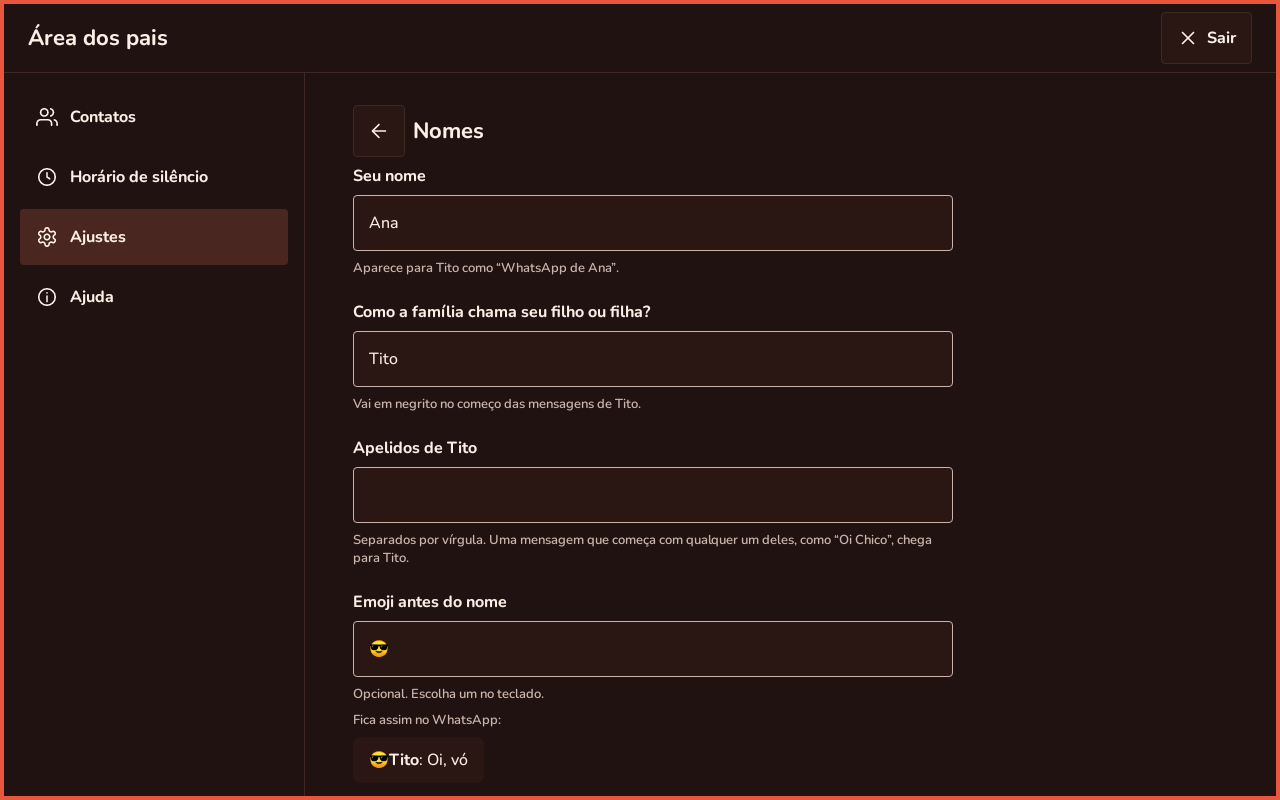 Área dos pais
Sair
Contatos
Horário de silêncio
Ajustes
Ajuda
Nomes
Seu nome
Ana
Aparece para Tito como “WhatsApp de Ana”.
Como a família chama seu filho ou filha?
Tito
Vai em negrito no começo das mensagens de Tito.
Apelidos de Tito
Separados por vírgula. Uma mensagem que começa com qualquer um deles, como “Oi Chico”, chega
para Tito.
Emoji antes do nome
😎
Opcional. Escolha um no teclado.
Fica assim no WhatsApp:
😎Tito: Oi, vó